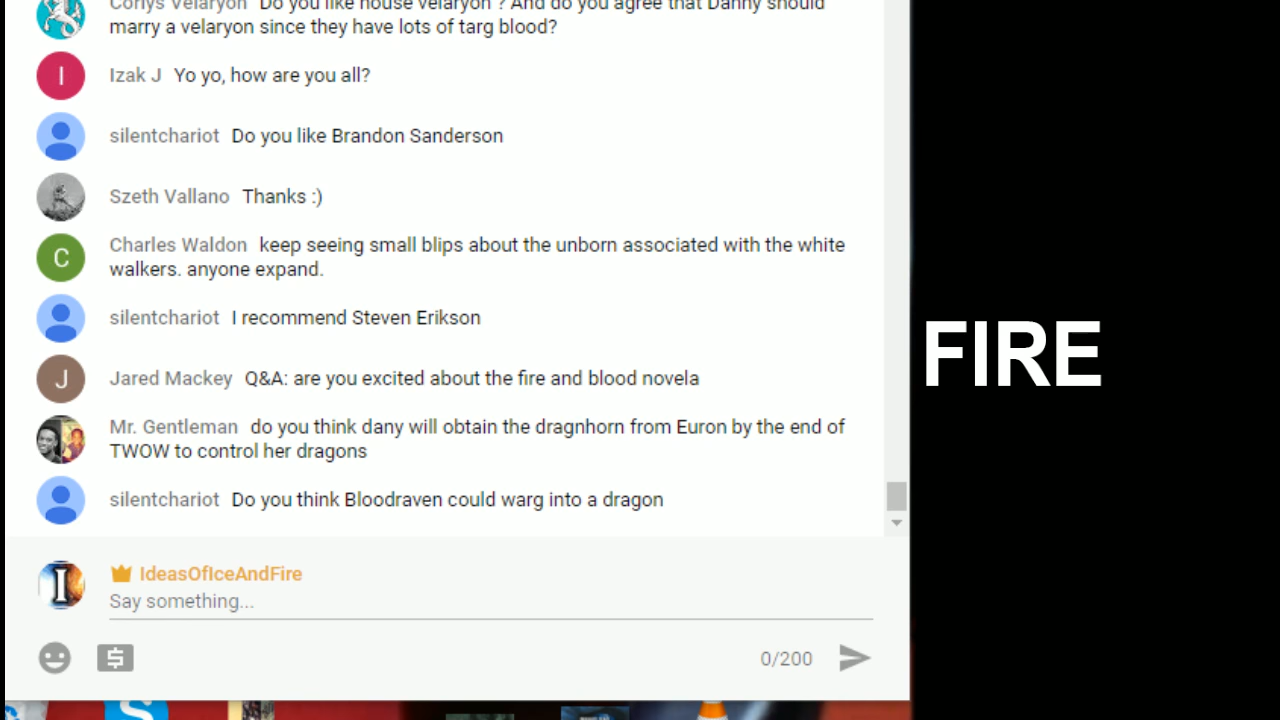 Corlys Velaryon Do you like house velaryon ? And do you agree that Danny should
marry a velaryon since they have lots of targ blood?
I Izak J Yo yo, how are you all?
silentchariot Do you like Brandon Sanderson
Szeth Vallano Thanks :)
C Charles Waldon keep seeing small blips about the unborn associated with the white
walkers. anyone expand.
silentchariot I recommend Steven Erikson
FIRE
J Jared Mackey Q&A: are you excited about the fire and blood novela
Mr. Gentleman do you think dany will obtain the dragnhorn from Euron by the end of
TWOW to control her dragons
silentchariot Do you think Bloodraven could warg into a dragon
I IdeasOfIceAndFire
Say something...
0/200